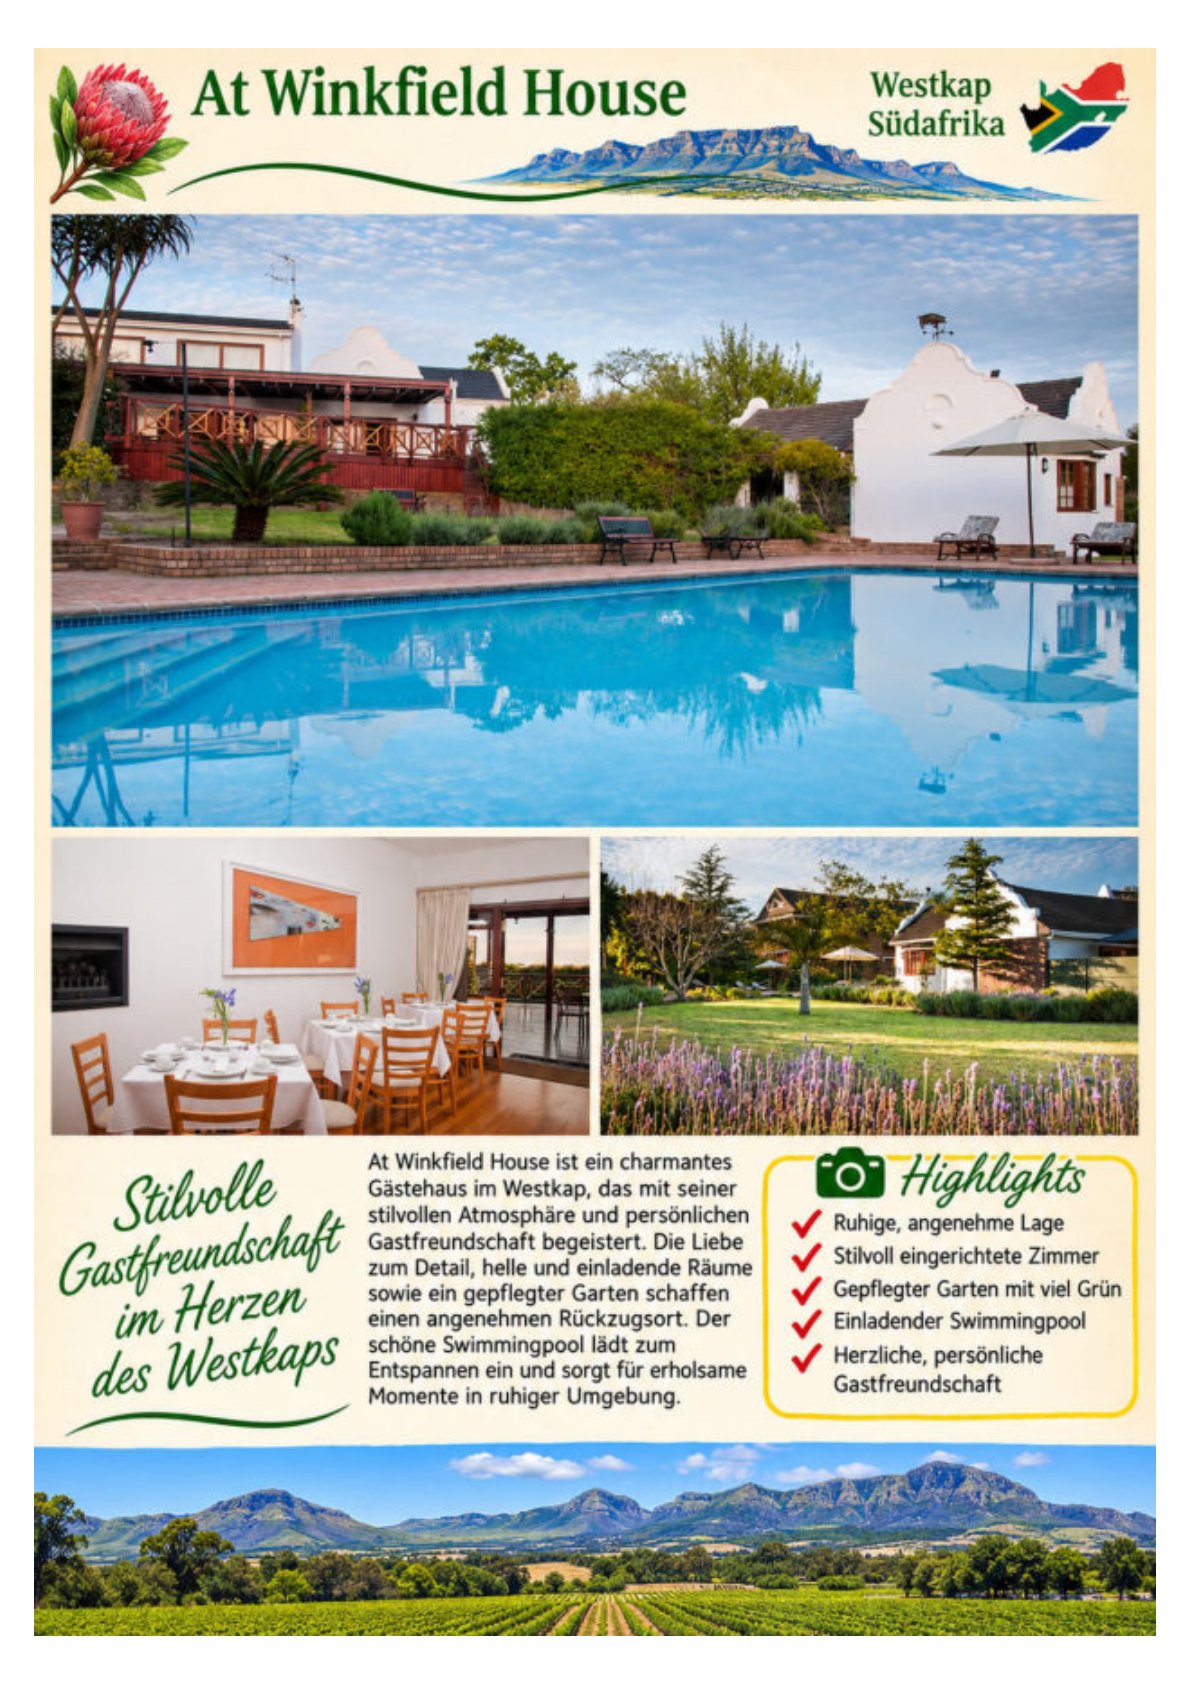 At Winkfield House
Westkap
Südafrika
Stilvolle
Gastfreundschaft
im Herzen
des Westkaps
At Winkfield House ist ein charmantes
Gästehaus im Westkap, das mit seiner
stilvollen Atmosphäre und persönlichen
Gastfreundschaft begeistert. Die Liebe
zum Detail, helle und einladende Räume
sowie ein gepflegter Garten schaffen
einen angenehmen Rückzugsort. Der
schöne Swimmingpool lädt zum
Entspannen ein und sorgt für erholsame
Momente in ruhiger Umgebung.
Highlights
Ruhige, angenehme Lage
Stilvoll eingerichtete Zimmer
Gepflegter Garten mit viel Grün
Einladender Swimmingpool
Herzliche, persönliche
Gastfreundschaft